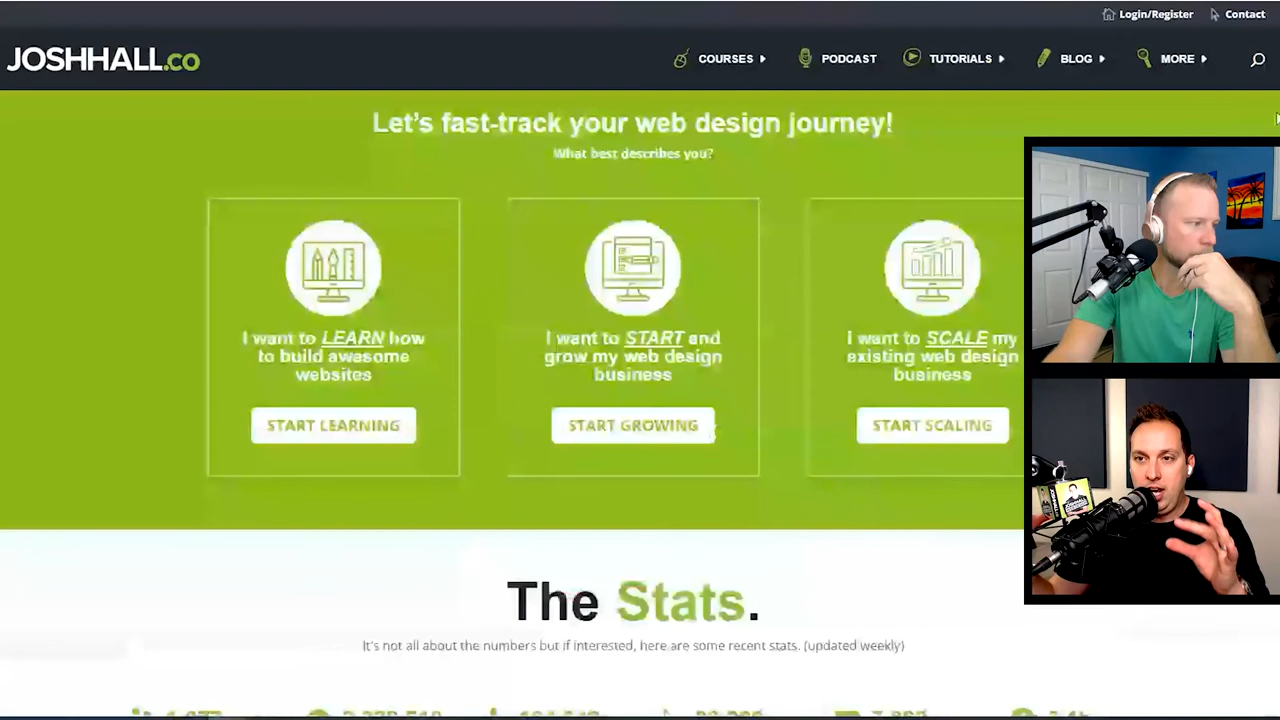 Login/Register
Contact
JOSHHALL.co
COURSES
PODCAST
TUTORIALS
BLOG
MORE
Let's fast-track your web design journey!
What best describes you?
I want to LEARN how
to build awesome
websites
START LEARNING
I want to START and
grow my web design
business
START GROWING
I want to SCALE my
existing web design
business
START SCALING
The Stats.
It's not all about the numbers but if interested, here are some recent stats. (updated weekly)